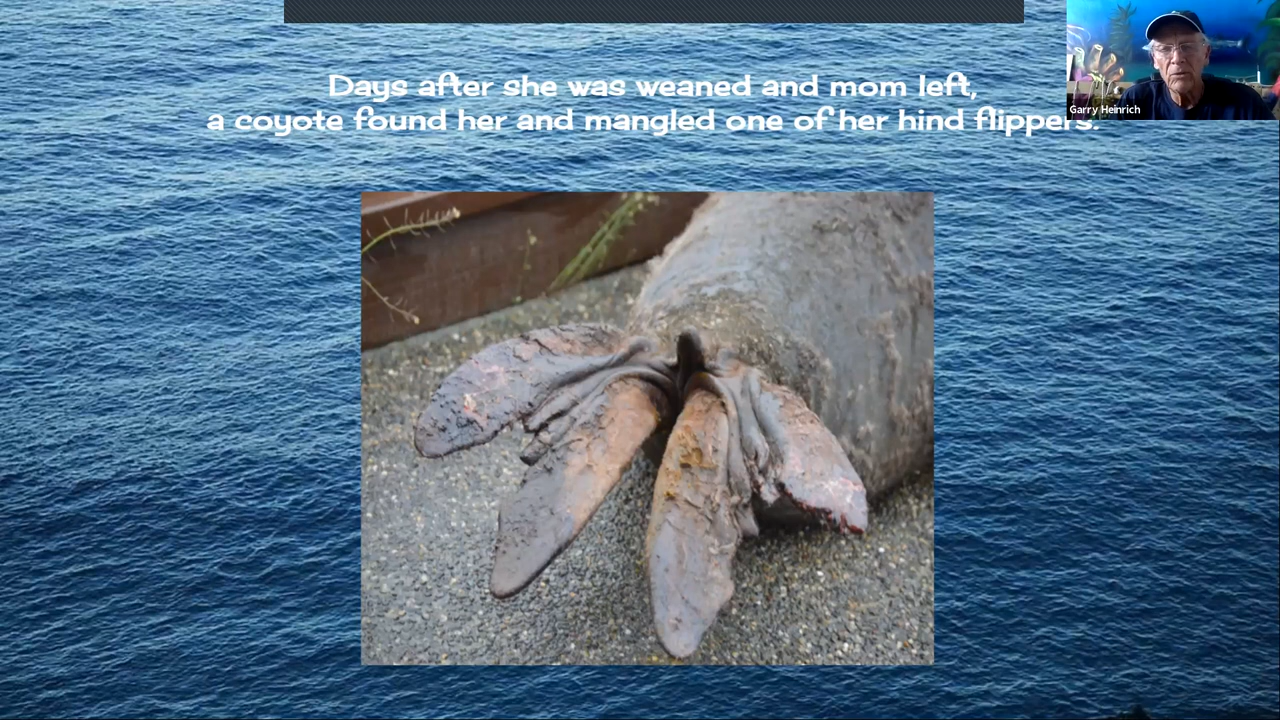 Days after she was weaned and mom left,
a coyote found her and mangled one of her hind flippers.
Garry Heinrich